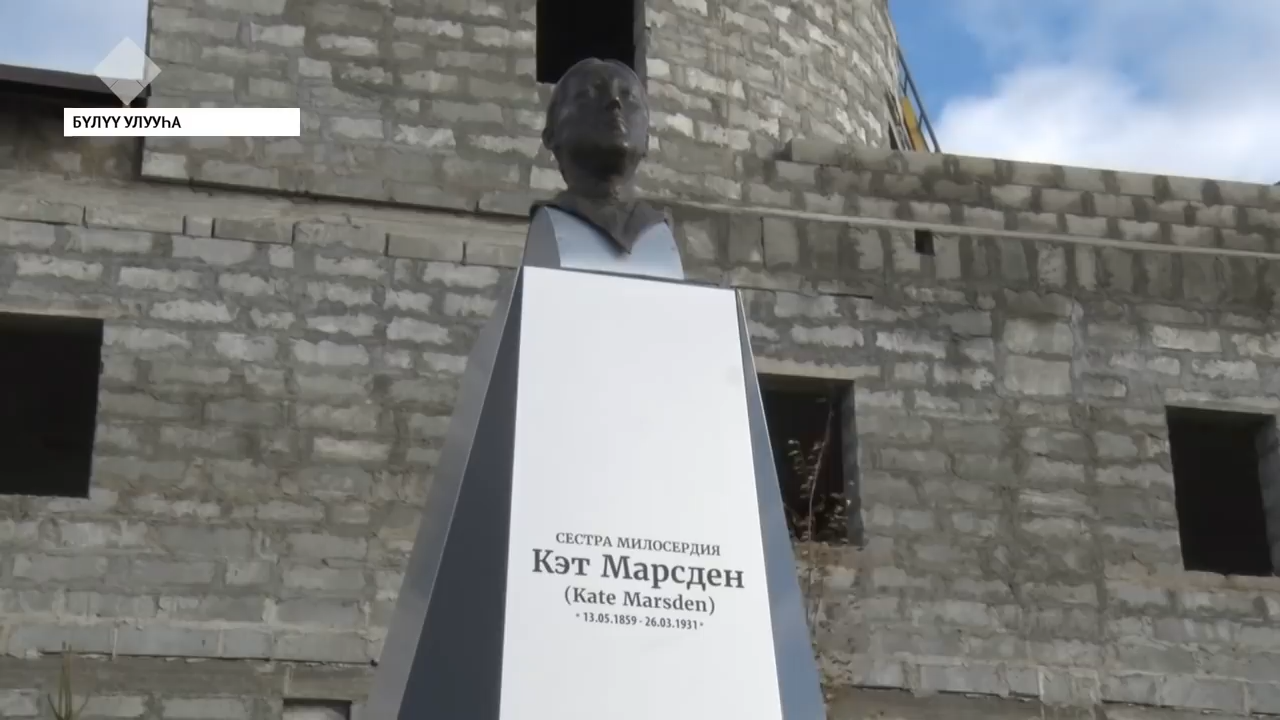 БҮЛҮҮ УЛУУҺА
СЕСТРА МИЛОСЕРДИЯ
Кэт Марсден
(Kate Marsden)
* 13.05.1859 - 26.03.1931 *